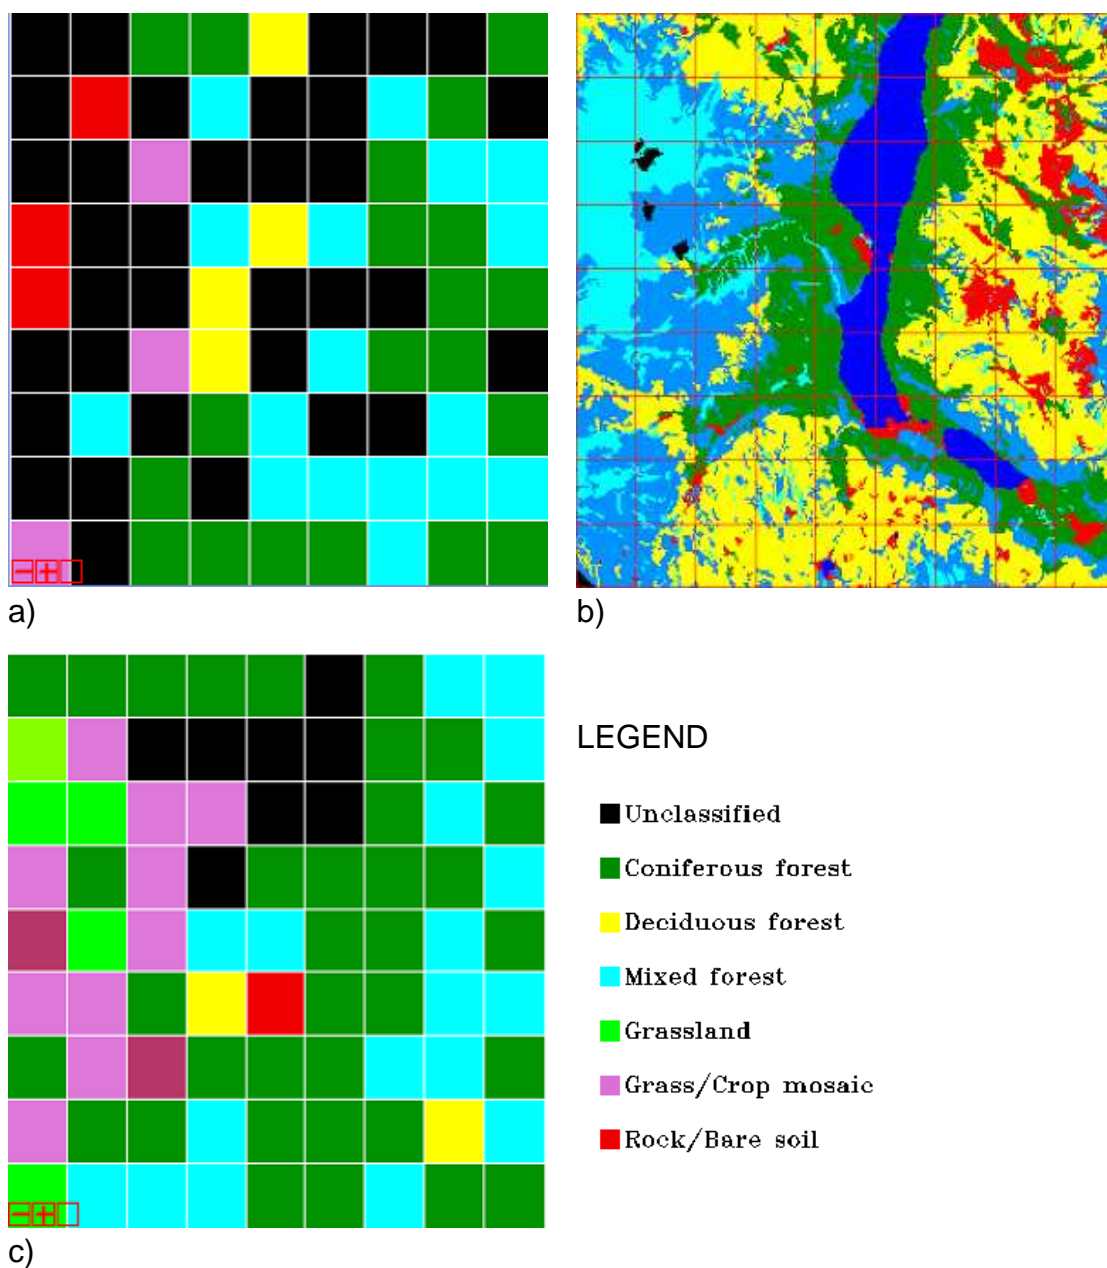 a)
b)
LEGEND
Unclassified
Coniferous forest
Deciduous forest
Mixed forest
Grassland
Grass/Crop mosaic
Rock/Bare soil
c)